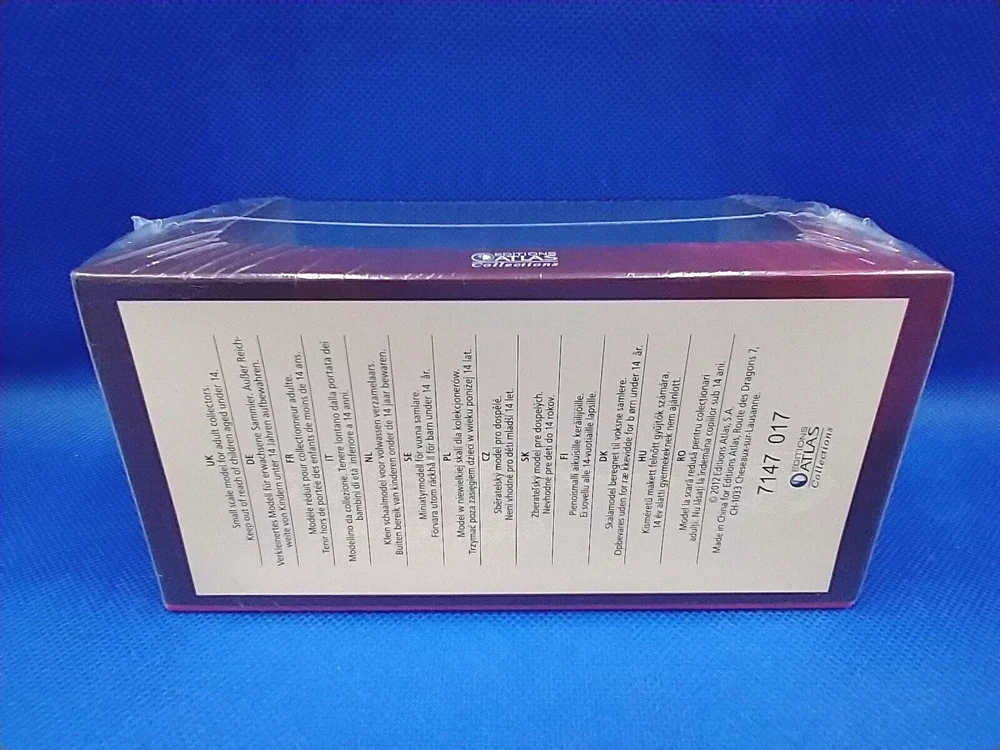 EDITIONS
ATLAS
Collections
UK
Small scale model for adult collectors.
Keep out of reach of children aged under 14.
DE
Verkleinertes Modell für erwachsene Sammler. Außer Reich-
weite von Kindern unter 14 Jahren aufbewahren.
FR
Modèle réduit pour collectionneur adulte.
Tenir hors de portée des enfants de moins de 14 ans.
IT
Modellino da collezione. Tenere lontano dalla portata dei
bambini di età inferiore a 14 anni.
NL
Klein schaalmodel voor volwassen verzamelaars.
Buiten bereik van kinderen onder de 14 jaar bewaren.
SE
Miniatyrmodell för vuxna samlare.
Förvara utom räckhåll för barn under 14 år.
PL
Model w niewielkiej skali dla kolekcjonerów.
Trzymać poza zasięgiem dzieci w wieku poniżej 14 lat.
CZ
Sběratelský model pro dospělé.
Není vhodné pro děti mladší 14 let.
SK
Zberateľský model pre dospelých.
Nevhodné pre deti do 14 rokov.
FI
Pienoismalli aikuisille keräilijöille.
Ei sovellu alle 14-vuotiaille lapsille.
DK
Skalamodel beregnet til voksne samlere.
Opbevares uden for ræ kkevidde for b ørn under 14 år.
HU
Kisméretű makett felnőtt gyűjtők számára.
14 év alatti gyermekeknek nem ajánlott.
RO
Model la scară redusă pentru colecționari
adulți. Nu lăsați la îndemâna copiilor sub 14 ani.
© 2012 Editions Atlas, S.A.
Made in China for Editions Atlas, Route des Dragons 7,
CH-1033 Cheseaux-sur-Lausanne.
7147 017
EDITIONS
ATLAS
Collections